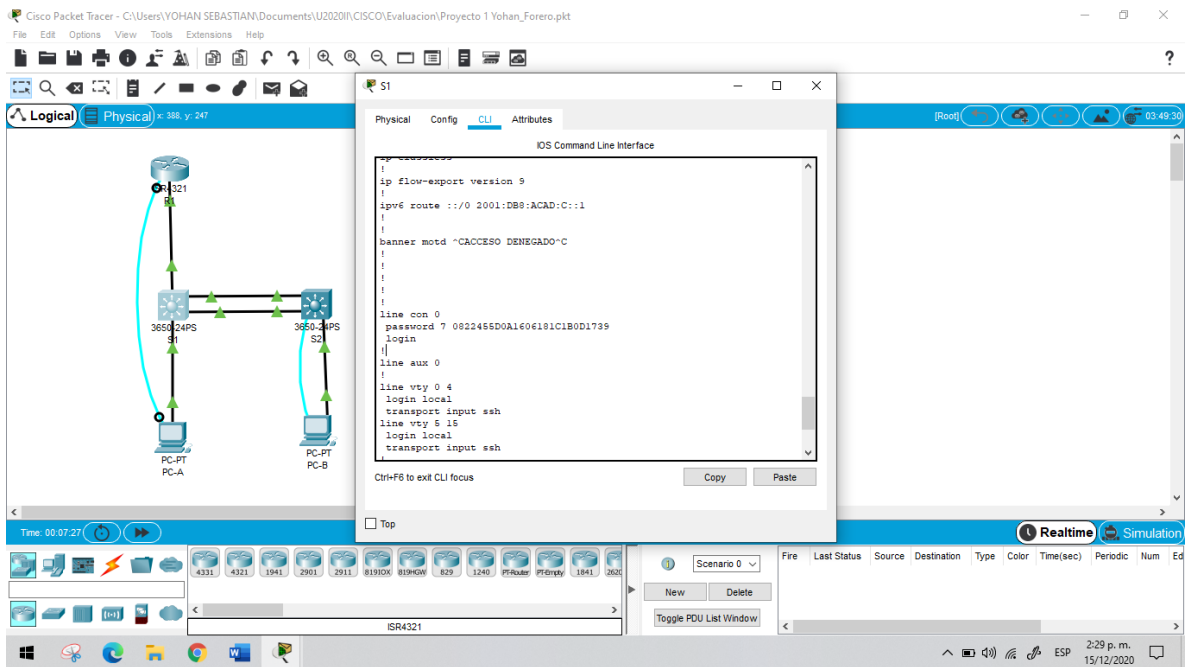 Cisco Packet Tracer - C:\Users\YOHAN SEBASTIAN\Documents\U2020II\CISCO\Evaluacion\Proyecto 1 Yohan_Forero.pkt
File Edit Options View Tools Extensions Help
?
S1
Logical Physical x: 388, y: 247
[Root] 03:49:30
Physical Config CLI Attributes
IOS Command Line Interface
ip classless
!
ip flow-export version 9
!
ipv6 route ::/0 2001:DB8:ACAD:C::1
!
!
banner motd ^CACCESO DENEGADO^C
!
!
!
!
!
line con 0
password 7 0822455D0A1606181C1B0D1739
login
!
line aux 0
!
line vty 0 4
login local
transport input ssh
line vty 5 15
login local
transport input ssh
!
Ctrl+F6 to exit CLI focus
Copy Paste
Top
ISR4321
R1
3650-24PS
S1
3650-24PS
S2
PC-PT
PC-A
PC-PT
PC-B
Time: 00:07:27
Realtime Simulation
4331 4321 1941 2901 2911 819IOX 819HGW 829 1240 PT-Router PT-Empty 1841
ISR4321
Scenario 0
New Delete
Toggle PDU List Window
Fire Last Status Source Destination Type Color Time(sec) Periodic Num Ed
ESP
2:29 p. m.
15/12/2020